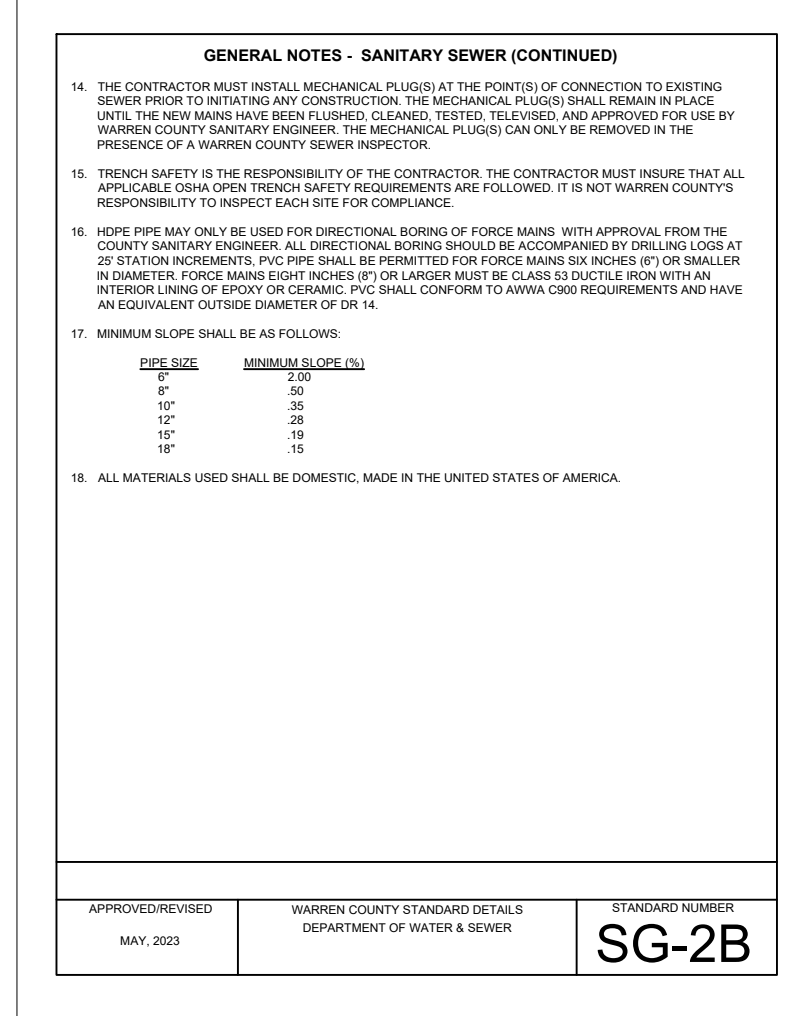 GENERAL NOTES - SANITARY SEWER (CONTINUED)
14. THE CONTRACTOR MUST INSTALL MECHANICAL PLUG(S) AT THE POINT(S) OF CONNECTION TO EXISTING
SEWER PRIOR TO INITIATING ANY CONSTRUCTION. THE MECHANICAL PLUG(S) SHALL REMAIN IN PLACE
UNTIL THE NEW MAINS HAVE BEEN FLUSHED, CLEANED, TESTED, TELEVISED, AND APPROVED FOR USE BY
WARREN COUNTY SANITARY ENGINEER. THE MECHANICAL PLUG(S) CAN ONLY BE REMOVED IN THE
PRESENCE OF A WARREN COUNTY SEWER INSPECTOR.
15. TRENCH SAFETY IS THE RESPONSIBILITY OF THE CONTRACTOR. THE CONTRACTOR MUST INSURE THAT ALL
APPLICABLE OSHA OPEN TRENCH SAFETY REQUIREMENTS ARE FOLLOWED. IT IS NOT WARREN COUNTY'S
RESPONSIBILITY TO INSPECT EACH SITE FOR COMPLIANCE.
16. HDPE PIPE MAY ONLY BE USED FOR DIRECTIONAL BORING OF FORCE MAINS WITH APPROVAL FROM THE
COUNTY SANITARY ENGINEER. ALL DIRECTIONAL BORING SHOULD BE ACCOMPANIED BY DRILLING LOGS AT
25' STATION INCREMENTS, PVC PIPE SHALL BE PERMITTED FOR FORCE MAINS SIX INCHES (6") OR SMALLER
IN DIAMETER. FORCE MAINS EIGHT INCHES (8") OR LARGER MUST BE CLASS 53 DUCTILE IRON WITH AN
INTERIOR LINING OF EPOXY OR CERAMIC. PVC SHALL CONFORM TO AWWA C900 REQUIREMENTS AND HAVE
AN EQUIVALENT OUTSIDE DIAMETER OF DR 14.
17. MINIMUM SLOPE SHALL BE AS FOLLOWS:
PIPE SIZE MINIMUM SLOPE (%)
6" 2.00
8" .50
10" .35
12" .28
15" .19
18" .15
18. ALL MATERIALS USED SHALL BE DOMESTIC, MADE IN THE UNITED STATES OF AMERICA.
APPROVED/REVISED
MAY, 2023
WARREN COUNTY STANDARD DETAILS
DEPARTMENT OF WATER & SEWER
STANDARD NUMBER
SG-2B